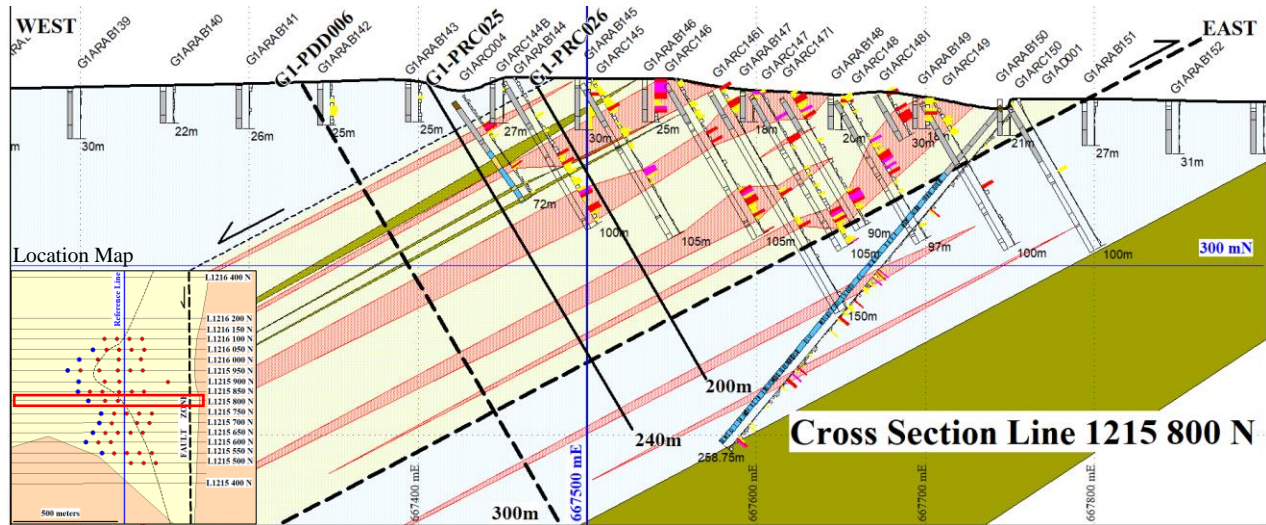 WEST
EAST
G1ARAB139
G1ARAB140
G1ARAB141
G1ARAB142
G1-PDD006
G1ARAB143
G1-PRC025
G1ARC004
G1ARC144B
G1ARAB144
G1-PRC026
G1ARAB145
G1ARC145
G1ARAB146
G1ARC146
G1ARC146I
G1ARAB147
G1ARC147
G1ARC147I
G1ARAB148
G1ARC148
G1ARC148I
G1ARAB149
G1ARC149
G1ARAB150
G1ARC150
G1AD001
G1ARAB151
G1ARAB152
30m
22m
26m
25m
25m
27m
30m
25m
18m
20m
30m
18m
21m
27m
31m
72m
100m
105m
105m
105m
90m
97m
100m
100m
150m
258.75m
200m
240m
300m
300 mN
667400 mE
667500 mE
667600 mE
667700 mE
667800 mE
Cross Section Line 1215 800 N
Location Map
Reference Line
FAULT ZONE
L1216 400 N
L1216 200 N
L1216 150 N
L1216 100 N
L1216 050 N
L1216 000 N
L1215 950 N
L1215 900 N
L1215 850 N
L1215 800 N
L1215 750 N
L1215 700 N
L1215 650 N
L1215 600 N
L1215 550 N
L1215 500 N
L1215 400 N
500 meters